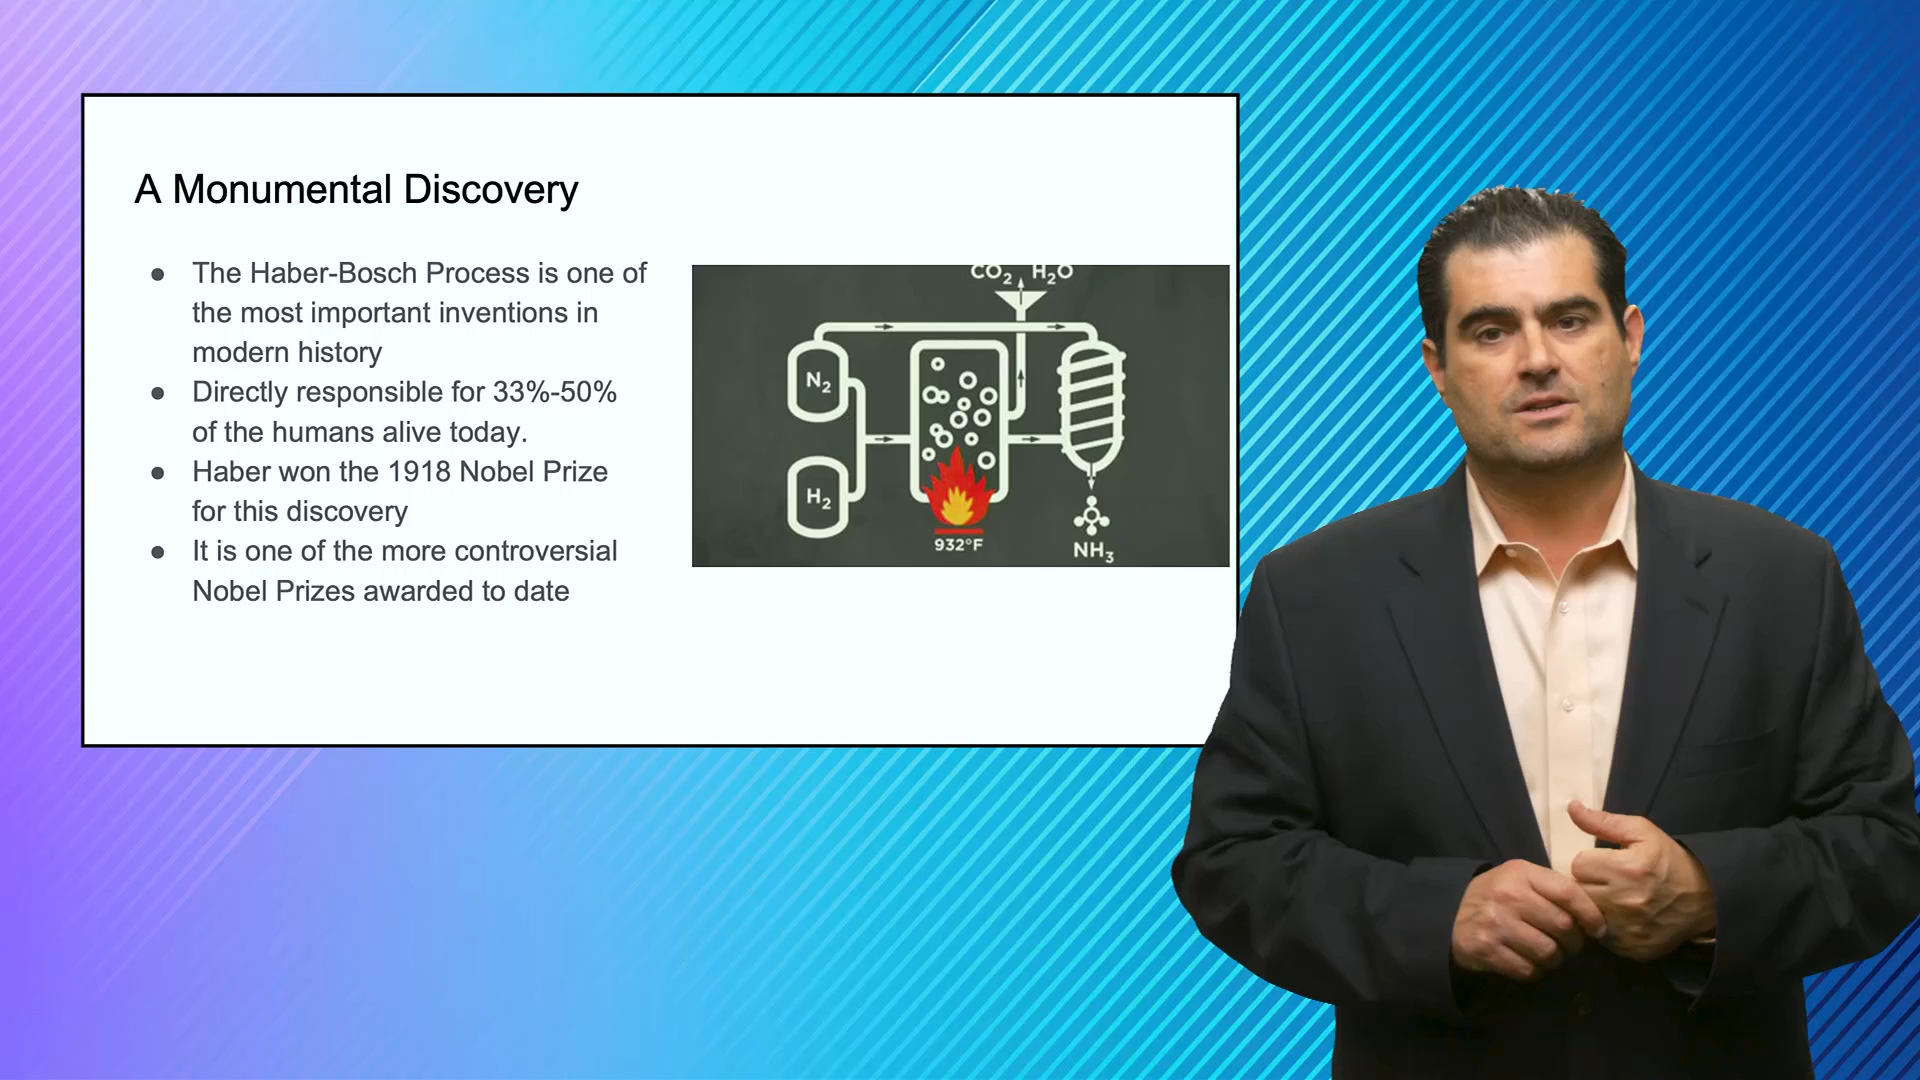 A Monumental Discovery
● The Haber-Bosch Process is one of
the most important inventions in
modern history
● Directly responsible for 33%-50%
of the humans alive today.
● Haber won the 1918 Nobel Prize
for this discovery
● It is one of the more controversial
Nobel Prizes awarded to date
CO₂ H₂O
N₂
H₂
932°F
NH₃